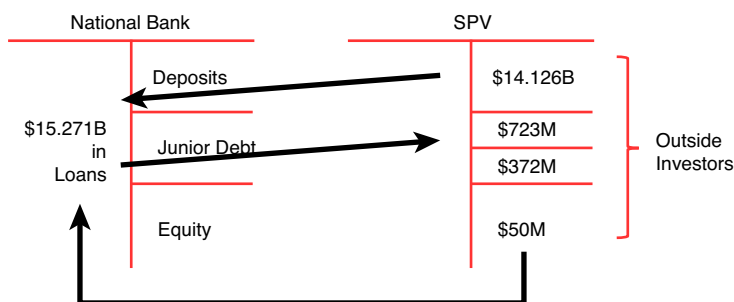 National Bank
SPV
Deposits
$14.126B
$15.271B
in
Loans
Junior Debt
$723M
$372M
Outside
Investors
Equity
$50M